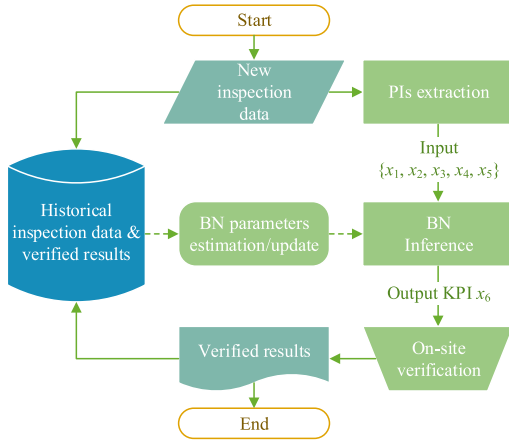 Start
New
inspection
data
PIs extraction
Input
{x1, x2, x3, x4, x5}
Historical
inspection data &
verified results
BN parameters
estimation/update
BN
Inference
Output KPI x6
Verified results
On-site
verification
End